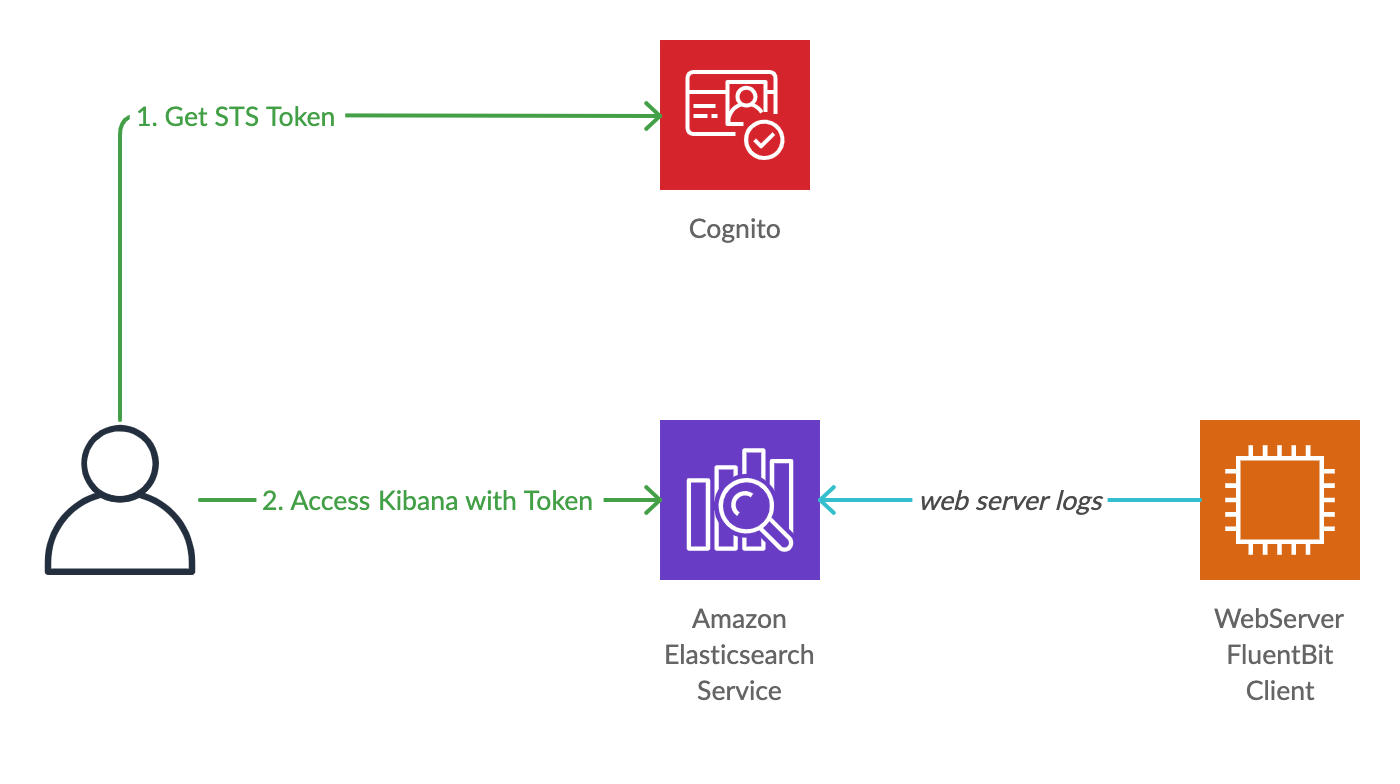 1. Get STS Token
Cognito
2. Access Kibana with Token
web server logs
Amazon
Elasticsearch
Service
WebServer
FluentBit
Client